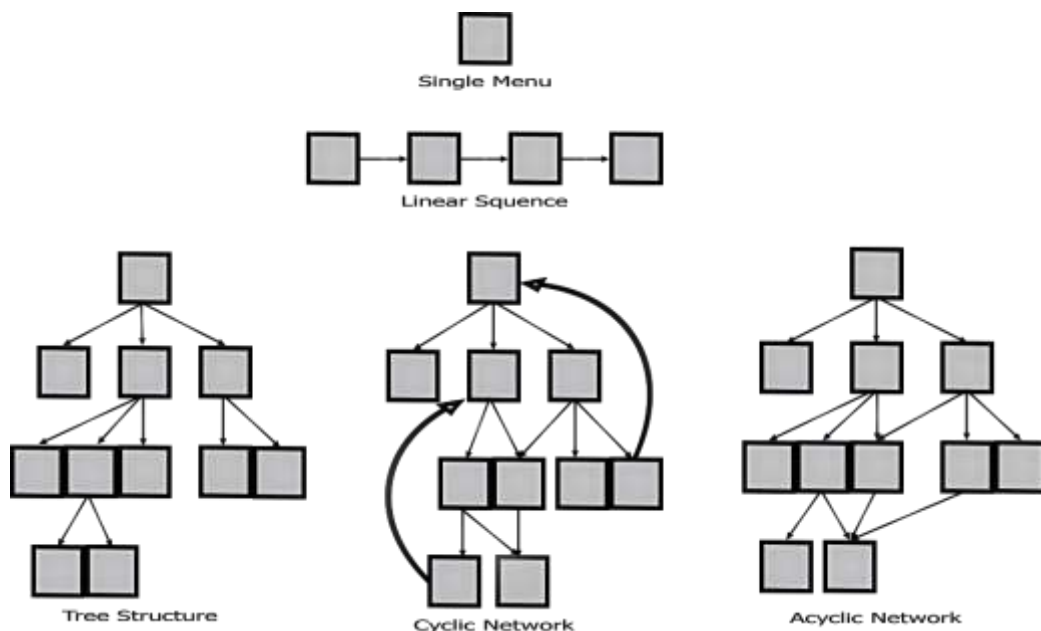 Single Menu
Linear Squence
Tree Structure
Cyclic Network
Acyclic Network